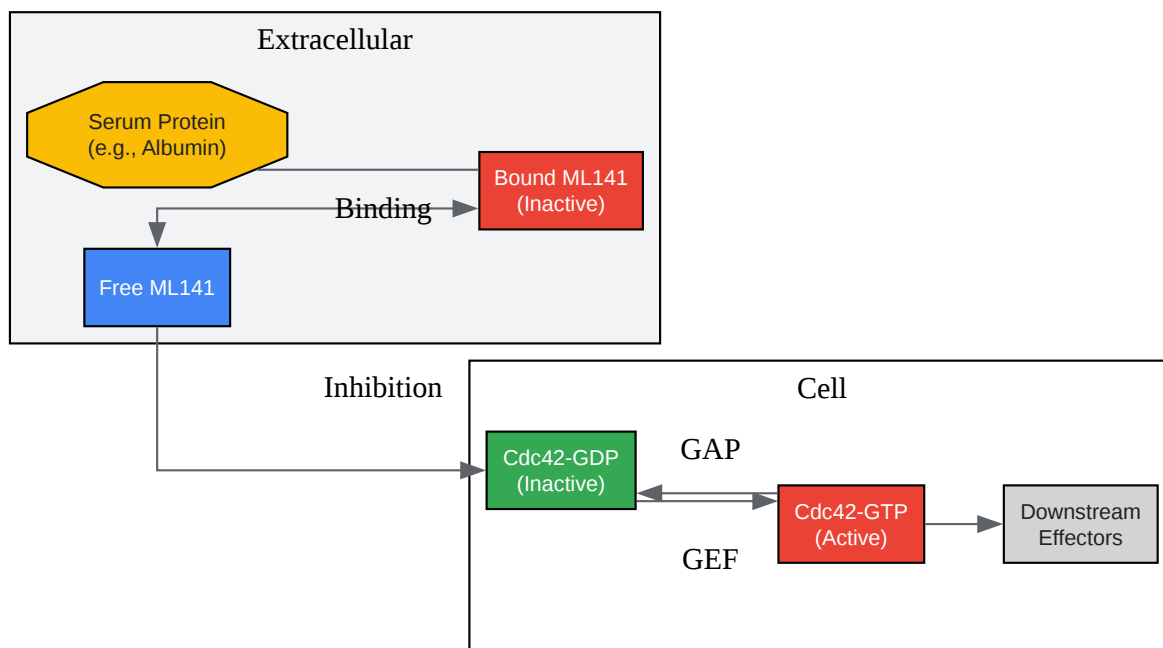 Extracellular
Serum Protein
(e.g., Albumin)
Bound ML141
(Inactive)
Binding
Free ML141
Inhibition
Cell
Cdc42-GDP
(Inactive)
GAP
Cdc42-GTP
(Active)
Downstream
Effectors
GEF